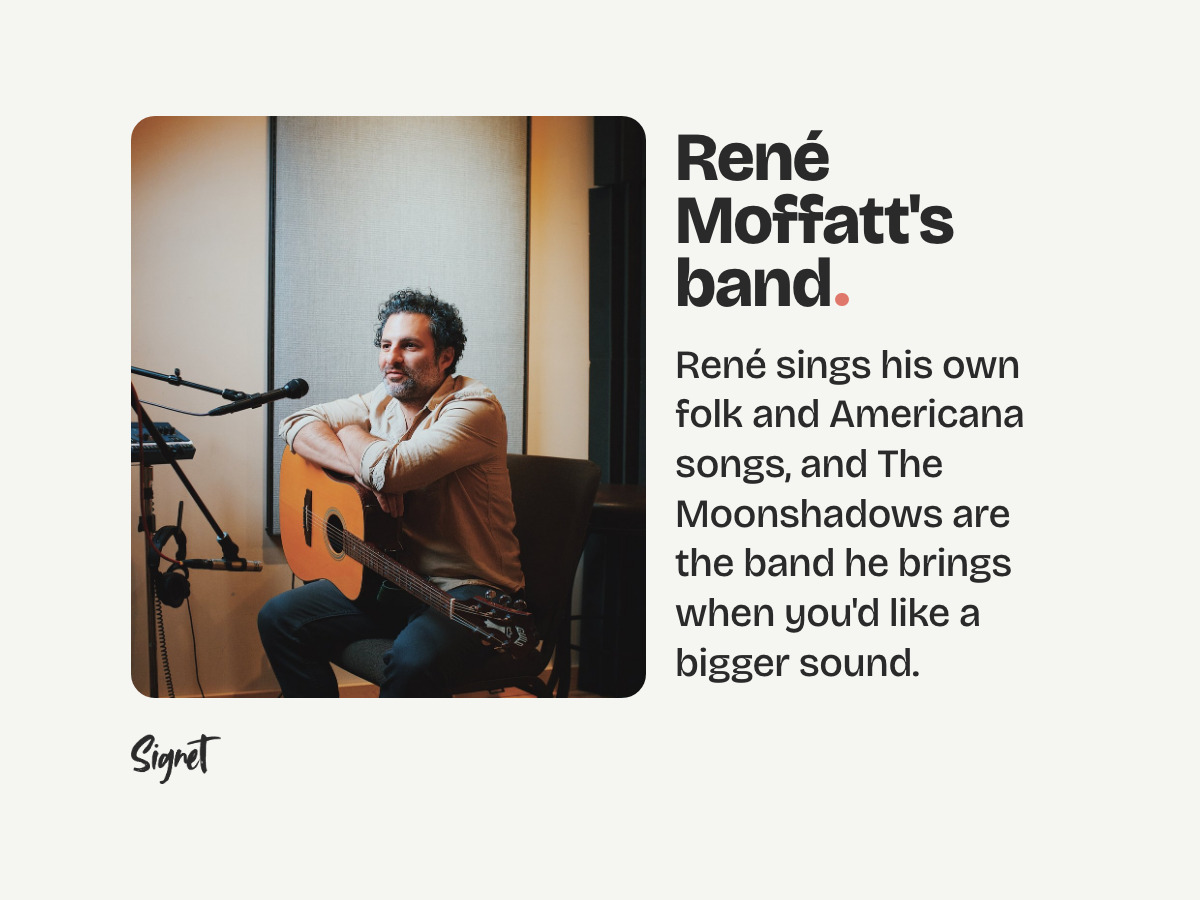 René
Moffatt's
band.
René sings his own
folk and Americana
songs, and The
Moonshadows are
the band he brings
when you'd like a
bigger sound.
Signet